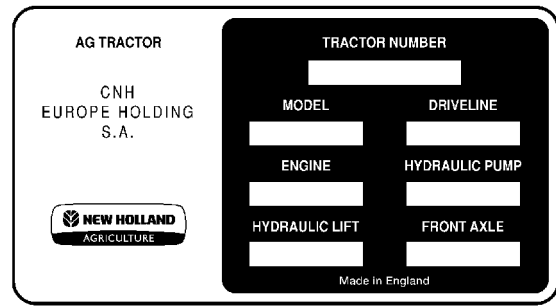 AG TRACTOR
CNH
EUROPE HOLDING
S.A.
NEW HOLLAND
AGRICULTURE
TRACTOR NUMBER
MODEL DRIVELINE
ENGINE HYDRAULIC PUMP
HYDRAULIC LIFT FRONT AXLE
Made in England